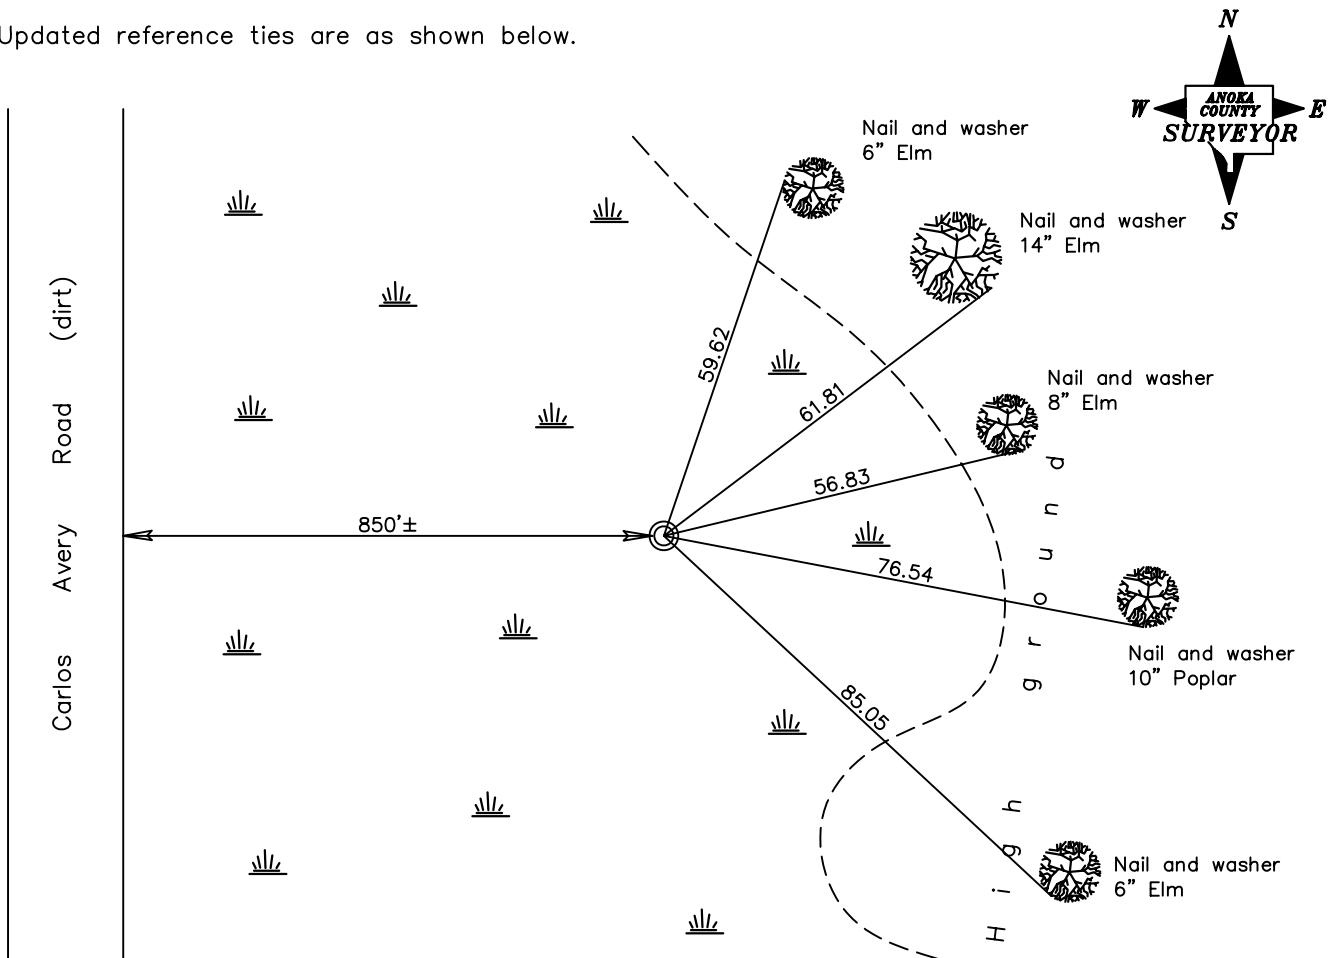 Updated reference ties are as shown below.
N
W
ANOKA
COUNTY
SURVEYOR
E
S
Nail and washer
6" Elm
Nail and washer
14" Elm
Nail and washer
8" Elm
Nail and washer
10" Poplar
Nail and washer
6" Elm
59.62
61.81
56.83
76.54
85.05
850'±
Carlos Avery Road (dirt)
High ground